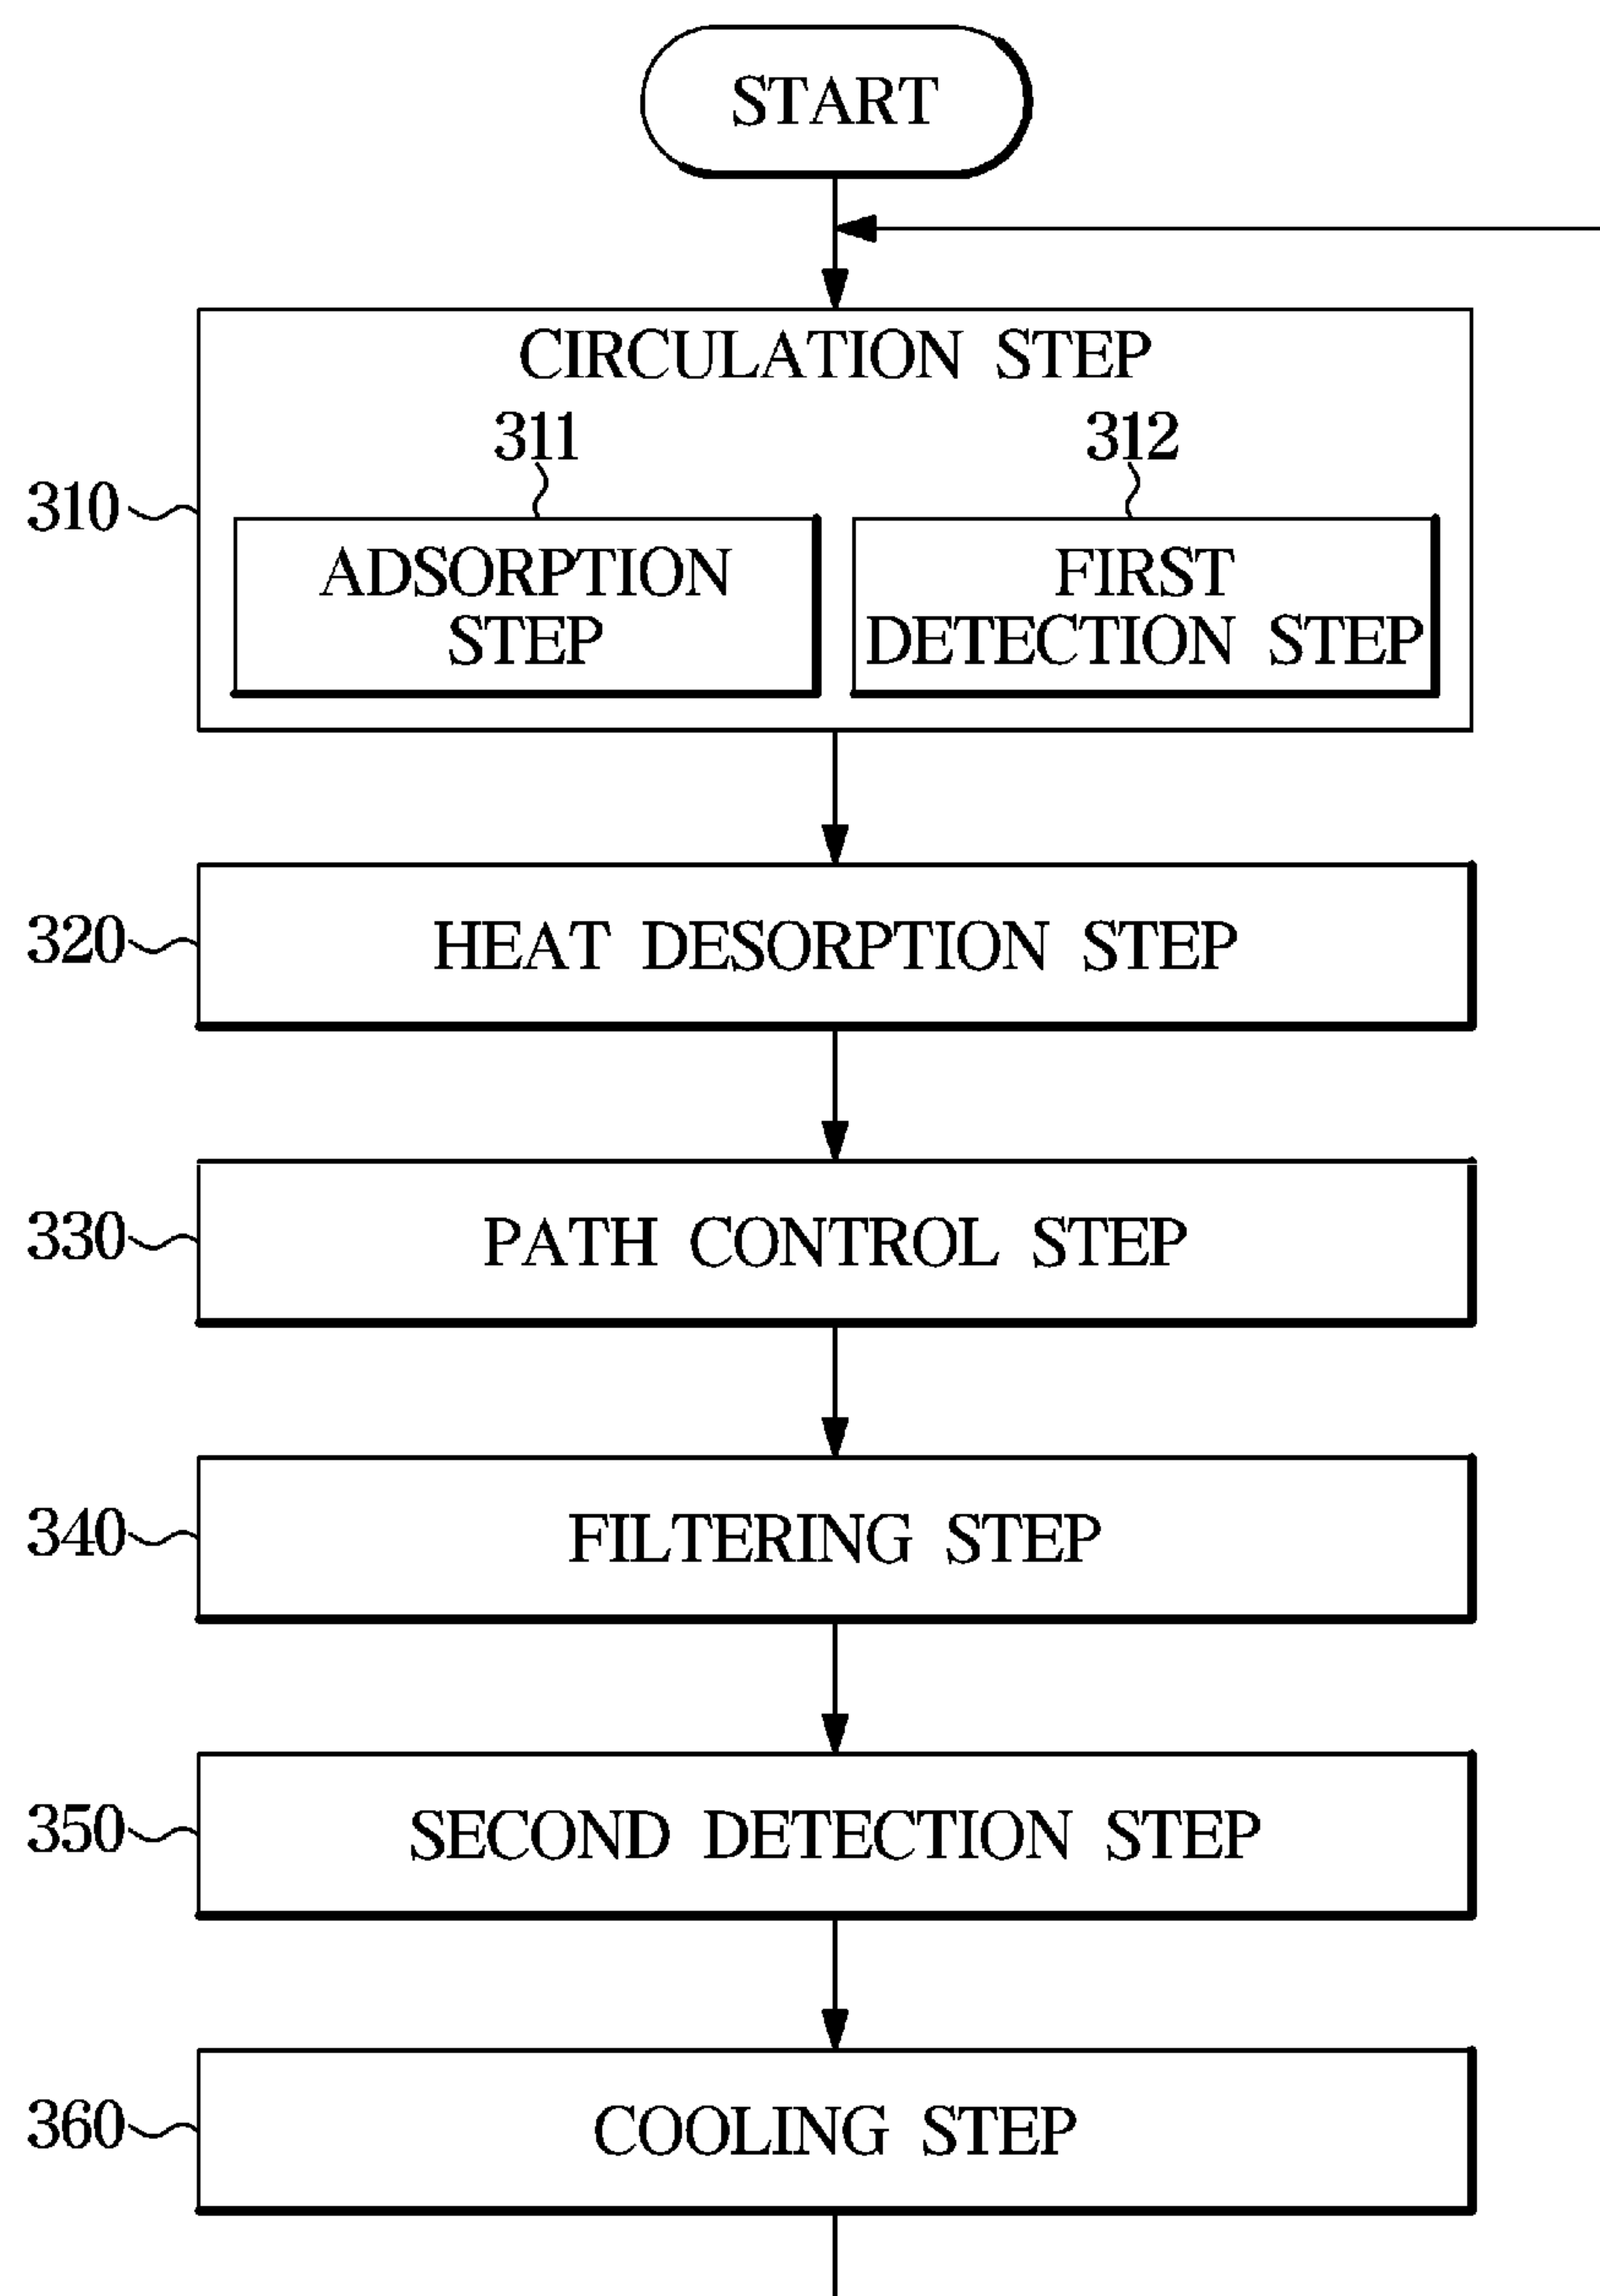 START
CIRCULATION STEP
311
312
310
ADSORPTION
STEP
FIRST
DETECTION STEP
320
HEAT DESORPTION STEP
330
PATH CONTROL STEP
340
FILTERING STEP
350
SECOND DETECTION STEP
360
COOLING STEP